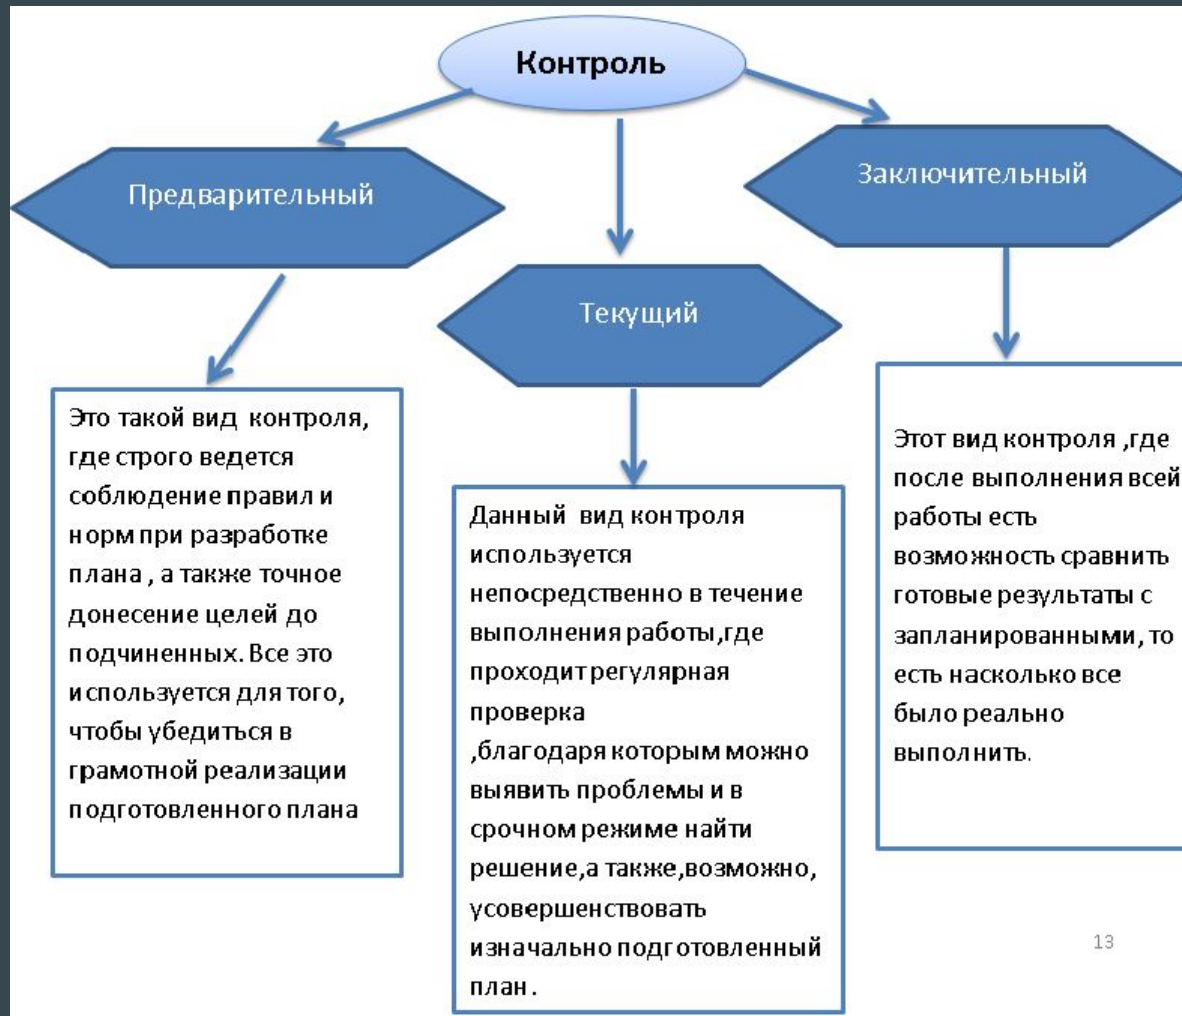 Контроль
Предварительный
Заключительный
Текущий
Это такой вид контроля,
где строго ведется
соблюдение правил и
норм при разработке
плана , а также точное
донесение целей до
подчиненных. Все это
используется для того,
чтобы убедиться в
грамотной реализации
подготовленного плана
Данный вид контроля
используется
непосредственно в течение
выполнения работы,где
проходит регулярная
проверка
,благодаря которым можно
выявить проблемы и в
срочном режиме найти
решение,а также,возможно,
усовершенствовать
изначально подготовленный
план .
Этот вид контроля ,где
после выполнения всей
работы есть
возможность сравнить
готовые результаты с
запланированными, то
есть насколько все
было реально
выполнить.
13